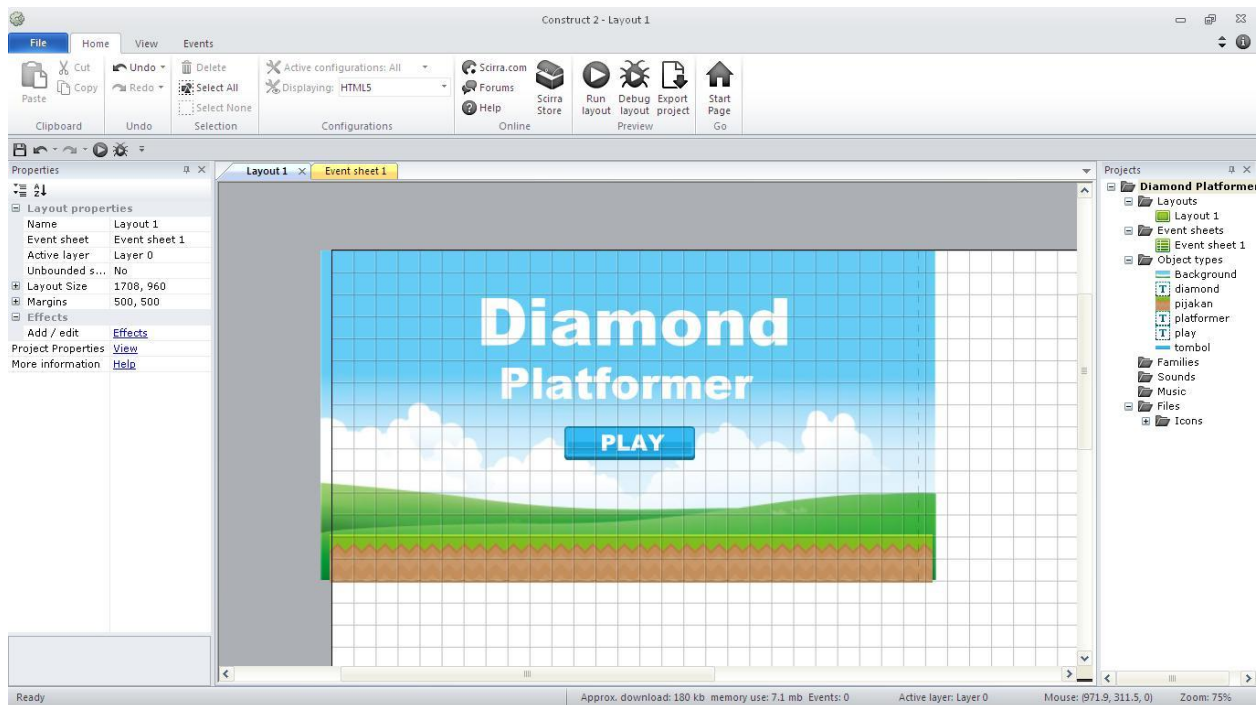 Construct 2 - Layout 1
File Home View Events
Paste
Cut
Copy
Clipboard
Undo
Redo
Undo
Delete
Select All
Select None
Selection
Active configurations: All
Displaying: HTML5
Configurations
Scirra.com
Forums
Help
Scirra Store
Online
Run layout
Debug layout
Export project
Preview
Start Page
Go
Properties
Layout properties
Name Layout 1
Event sheet Event sheet 1
Active layer Layer 0
Unbounded s... No
Layout Size 1708, 960
Margins 500, 500
Effects
Add / edit Effects
Project Properties View
More information Help
Layout 1 Event sheet 1
Diamond
Platformer
PLAY
Projects
Diamond Platformer
Layouts
Layout 1
Event sheets
Event sheet 1
Object types
Background
T diamond
pijakan
T platformer
T play
tombol
Families
Sounds
Music
Files
Icons
Ready Approx. download: 180 kb memory use: 7.1 mb Events: 0 Active layer: Layer 0 Mouse: (971.9, 311.5, 0) Zoom: 75%